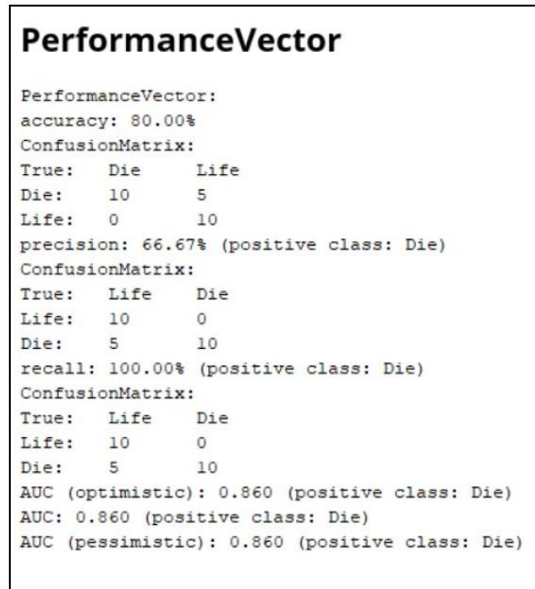 PerformanceVector
PerformanceVector:
accuracy: 80.00%
ConfusionMatrix:
True: Die Life
Die: 10 5
Life: 0 10
precision: 66.67% (positive class: Die)
ConfusionMatrix:
True: Life Die
Life: 10 0
Die: 5 10
recall: 100.00% (positive class: Die)
ConfusionMatrix:
True: Life Die
Life: 10 0
Die: 5 10
AUC (optimistic): 0.860 (positive class: Die)
AUC: 0.860 (positive class: Die)
AUC (pessimistic): 0.860 (positive class: Die)